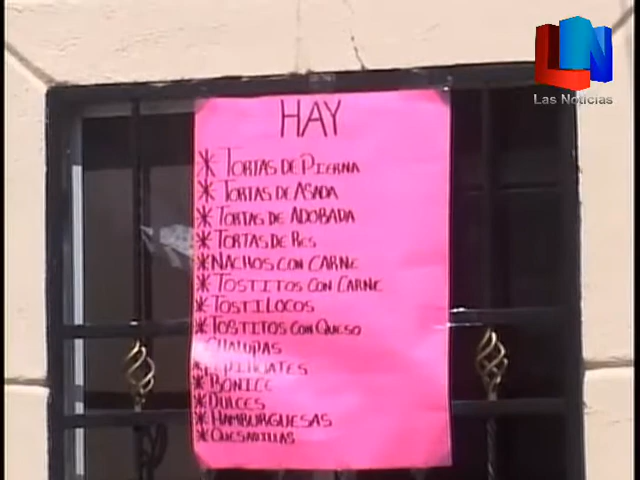 LN
Las Noticias
HAY
* TORTAS DE PIERNA
* TORTAS DE ASADA
* TORTAS DE ADOBADA
* TORTAS DE RES
* NACHOS CON CARNE
* TOSTITOS CON CARNE
* TOSTILOCOS
* TOSTITOS CON QUESO
CHALUPAS
* BONICE
* DULCES
* HAMBURGUESAS
* QUESADILLAS